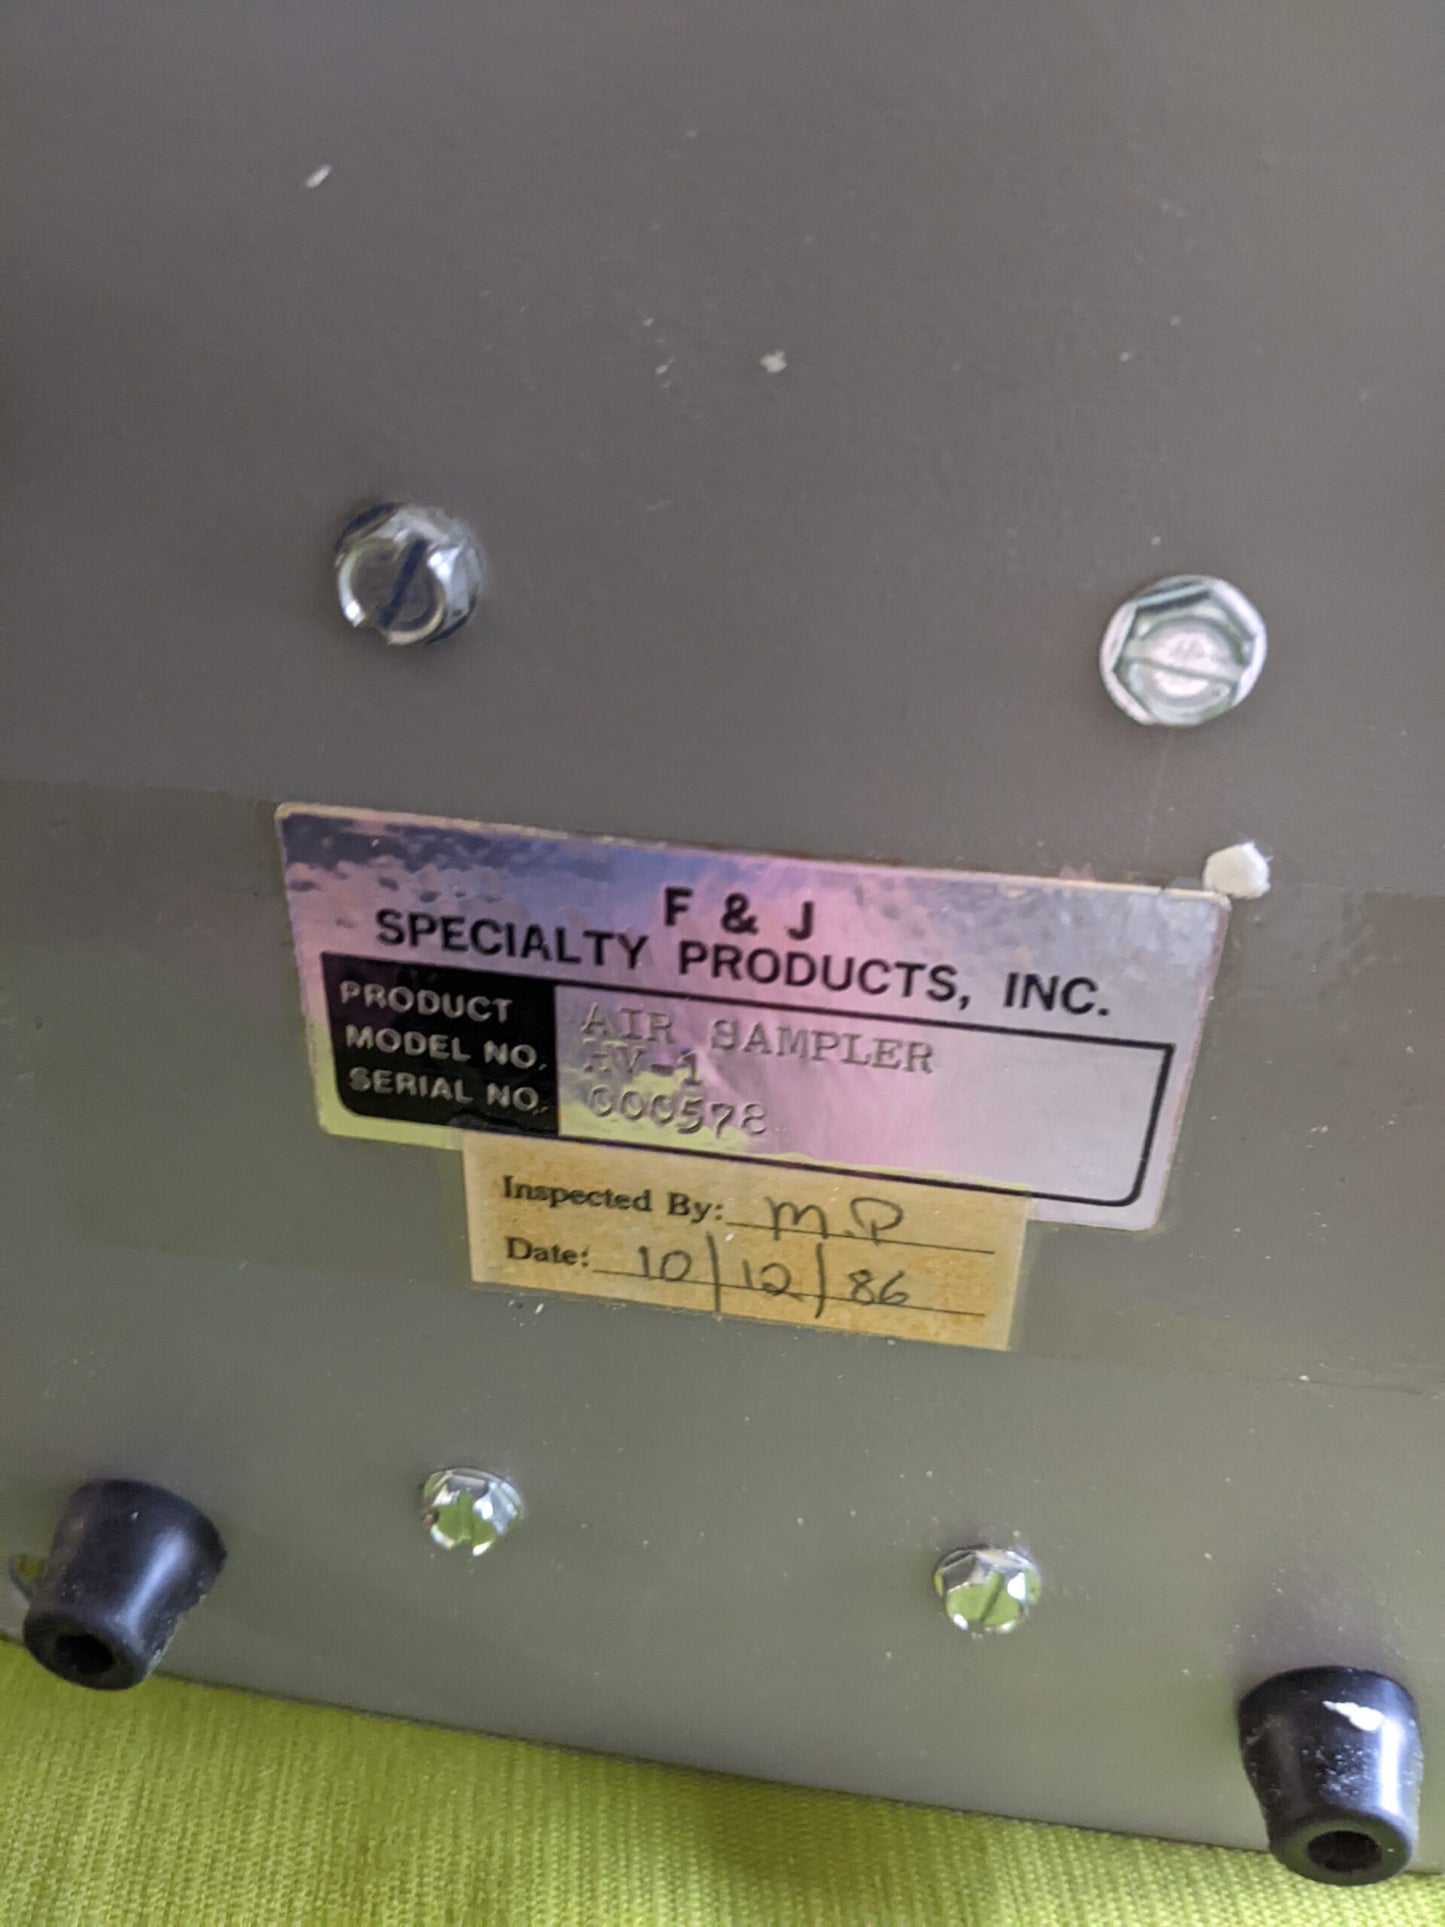 F & J
SPECIALTY PRODUCTS, INC.
PRODUCT AIR SAMPLER
MODEL NO. HV-1
SERIAL NO. 000578
Inspected By: M.P
Date: 10/12/86